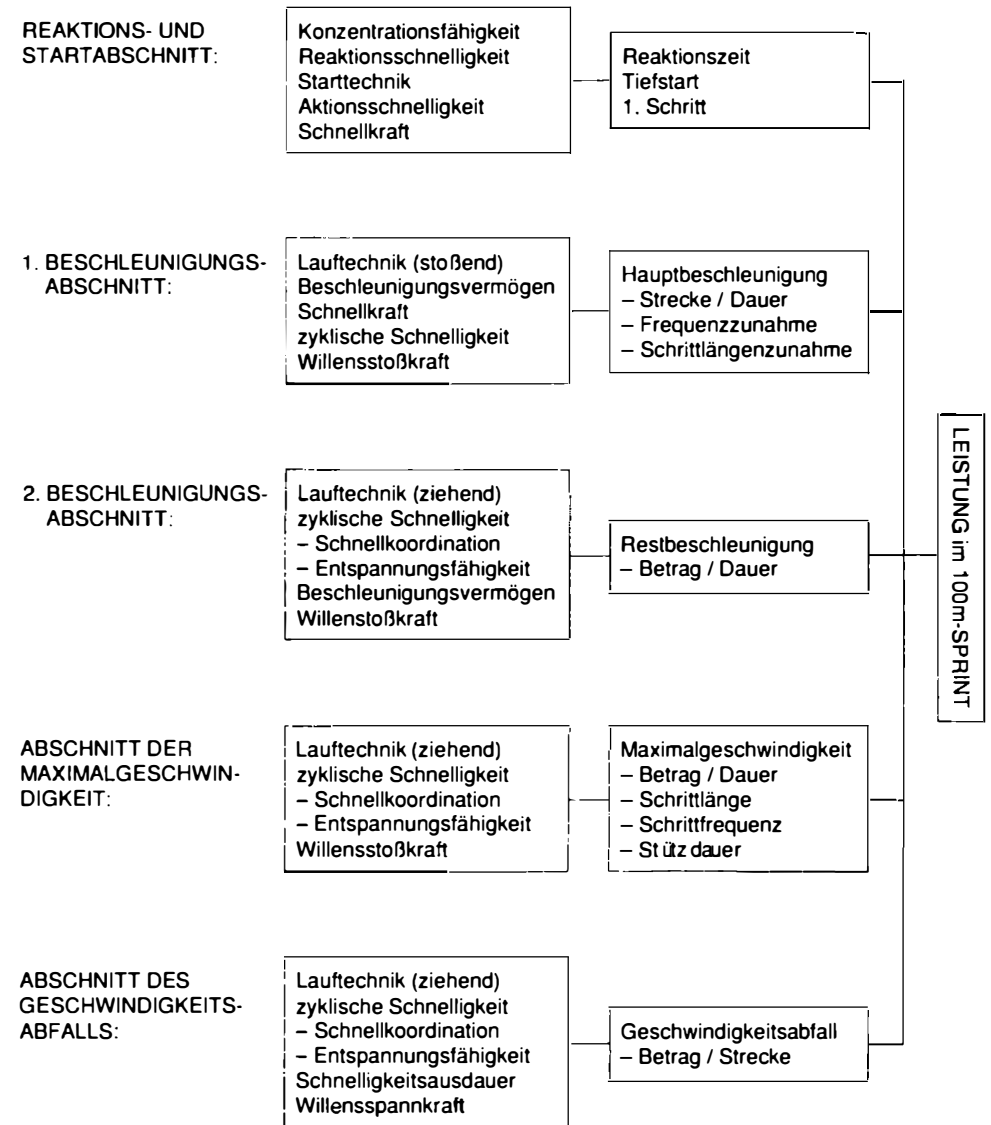 REAKTIONS- UND
STARTABSCHNITT:
Konzentrationsfähigkeit
Reaktionsschnelligkeit
Starttechnik
Aktionsschnelligkeit
Schnellkraft
Reaktionszeit
Tiefstart
1. Schritt
1. BESCHLEUNIGUNGS-
ABSCHNITT:
Lauftechnik (stoßend)
Beschleunigungsvermögen
Schnellkraft
zyklische Schnelligkeit
Willensstoßkraft
Hauptbeschleunigung
– Strecke / Dauer
– Frequenzzunahme
– Schrittlängenzunahme
2. BESCHLEUNIGUNGS-
ABSCHNITT:
Lauftechnik (ziehend)
zyklische Schnelligkeit
– Schnellkoordination
– Entspannungsfähigkeit
Beschleunigungsvermögen
Willenstoßkraft
Restbeschleunigung
– Betrag / Dauer
ABSCHNITT DER
MAXIMALGESCHWIN-
DIGKEIT:
Lauftechnik (ziehend)
zyklische Schnelligkeit
– Schnellkoordination
– Entspannungsfähigkeit
Willensstoßkraft
Maximalgeschwindigkeit
– Betrag / Dauer
– Schrittlänge
– Schrittfrequenz
– Stützdauer
ABSCHNITT DES
GESCHWINDIGKEITS-
ABFALLS:
Lauftechnik (ziehend)
zyklische Schnelligkeit
– Schnellkoordination
– Entspannungsfähigkeit
Schnelligkeitsausdauer
Willensspannkraft
Geschwindigkeitsabfall
– Betrag / Strecke
LEISTUNG im 100m-SPRINT